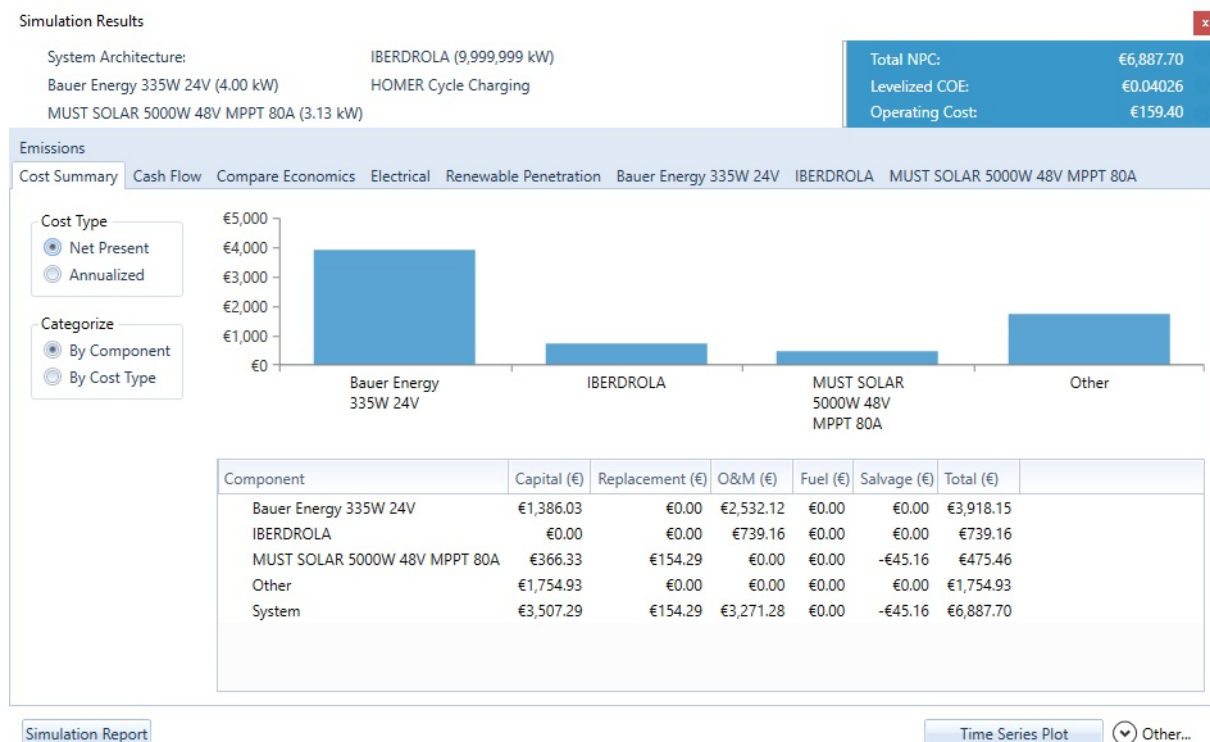 Simulation Results
x
System Architecture: IBERDROLA (9,999,999 kW)
Bauer Energy 335W 24V (4.00 kW) HOMER Cycle Charging
MUST SOLAR 5000W 48V MPPT 80A (3.13 kW)
Total NPC: €6,887.70
Levelized COE: €0.04026
Operating Cost: €159.40
Emissions
Cost Summary Cash Flow Compare Economics Electrical Renewable Penetration Bauer Energy 335W 24V IBERDROLA MUST SOLAR 5000W 48V MPPT 80A
Cost Type
Net Present
Annualized
Categorize
By Component
By Cost Type
€5,000
€4,000
€3,000
€2,000
€1,000
€0
Bauer Energy
335W 24V
IBERDROLA
MUST SOLAR
5000W 48V
MPPT 80A
Other
Component Capital (€) Replacement (€) O&M (€) Fuel (€) Salvage (€) Total (€)
Bauer Energy 335W 24V €1,386.03 €0.00 €2,532.12 €0.00 €0.00 €3,918.15
IBERDROLA €0.00 €0.00 €739.16 €0.00 €0.00 €739.16
MUST SOLAR 5000W 48V MPPT 80A €366.33 €154.29 €0.00 €0.00 -€45.16 €475.46
Other €1,754.93 €0.00 €0.00 €0.00 €0.00 €1,754.93
System €3,507.29 €154.29 €3,271.28 €0.00 -€45.16 €6,887.70
Simulation Report
Time Series Plot
Other...